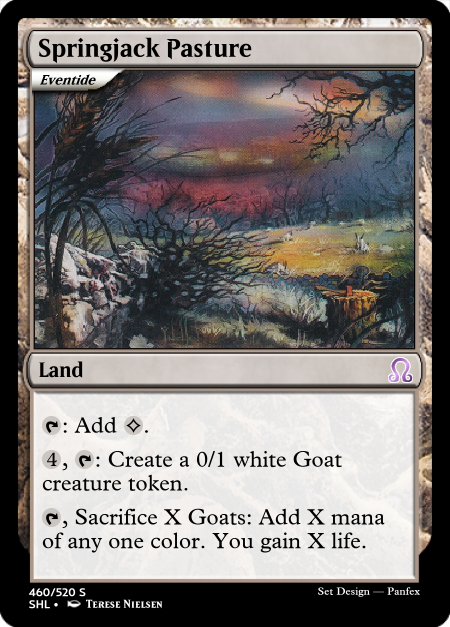 Springjack Pasture
Eventide
Land
: Add .
4, : Create a 0/1 white Goat
creature token.
, Sacrifice X Goats: Add X mana
of any one color. You gain X life.
460/520 S
Set Design — Panfex
SHL • Terese Nielsen